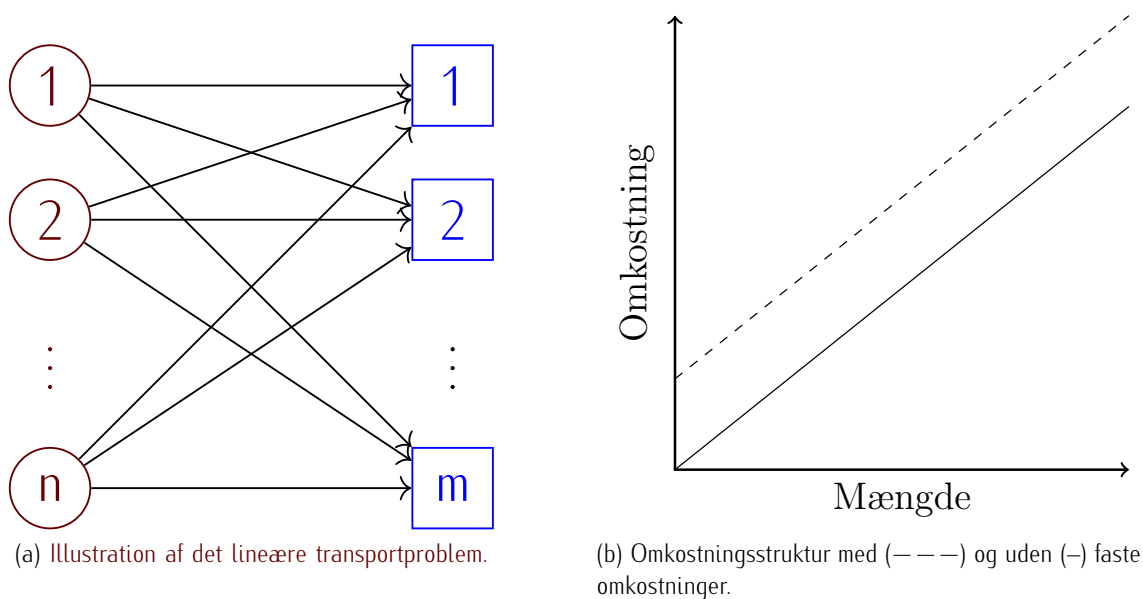 1
1
2
2
⋮
⋮
n
m
(a) Illustration af det lineære transportproblem.
Omkostning
Mængde
(b) Omkostningsstruktur med (– – –) og uden (–) faste
omkostninger.